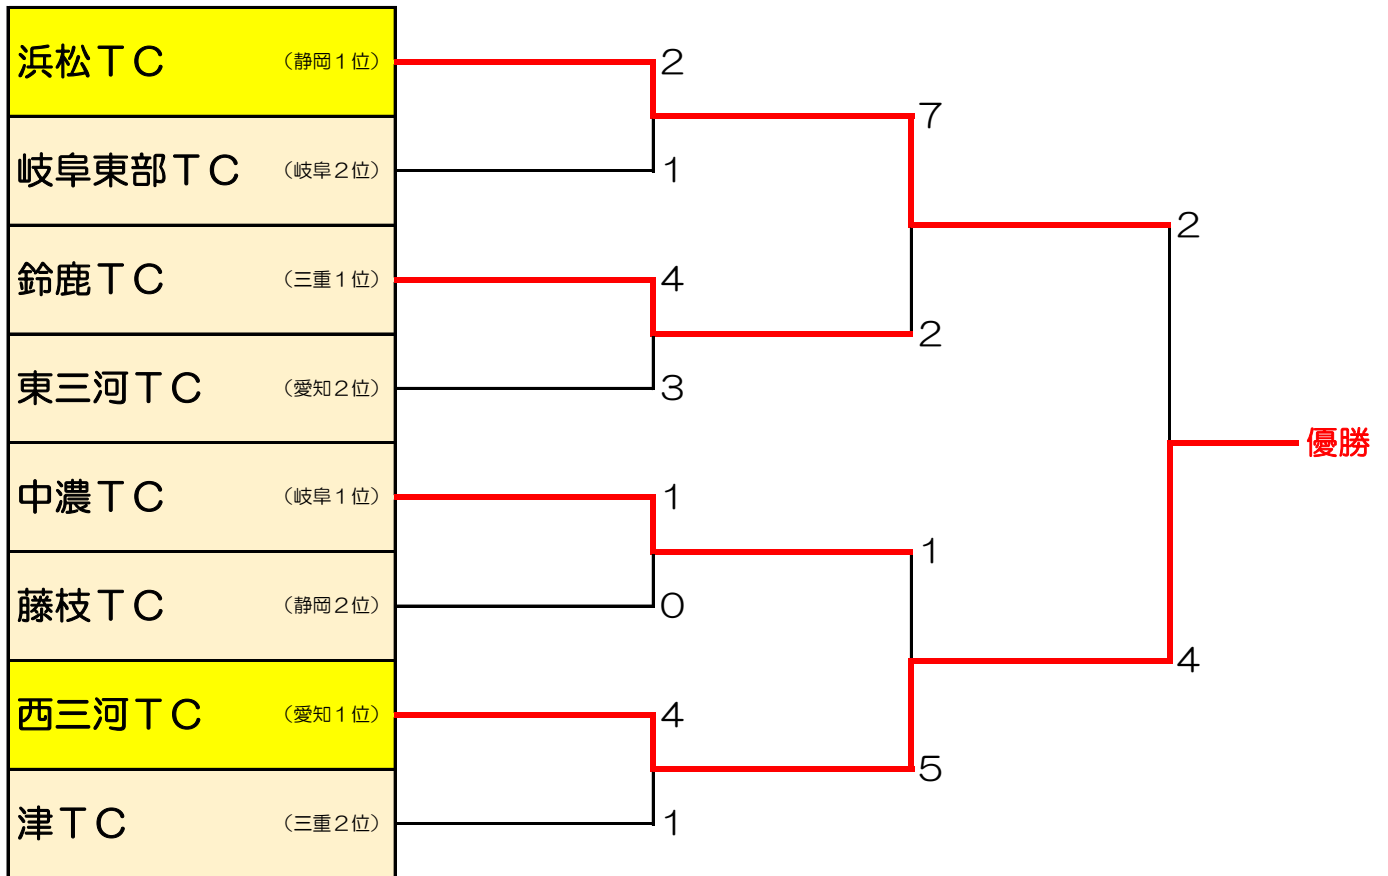 浜松ＴＣ （静岡１位） 2
7
岐阜東部ＴＣ （岐阜２位） 1
2
鈴鹿ＴＣ （三重１位） 4
2
東三河ＴＣ （愛知２位） 3
優勝
中濃ＴＣ （岐阜１位） 1
1
藤枝ＴＣ （静岡２位） 0
4
西三河ＴＣ （愛知１位） 4
5
津ＴＣ （三重２位） 1